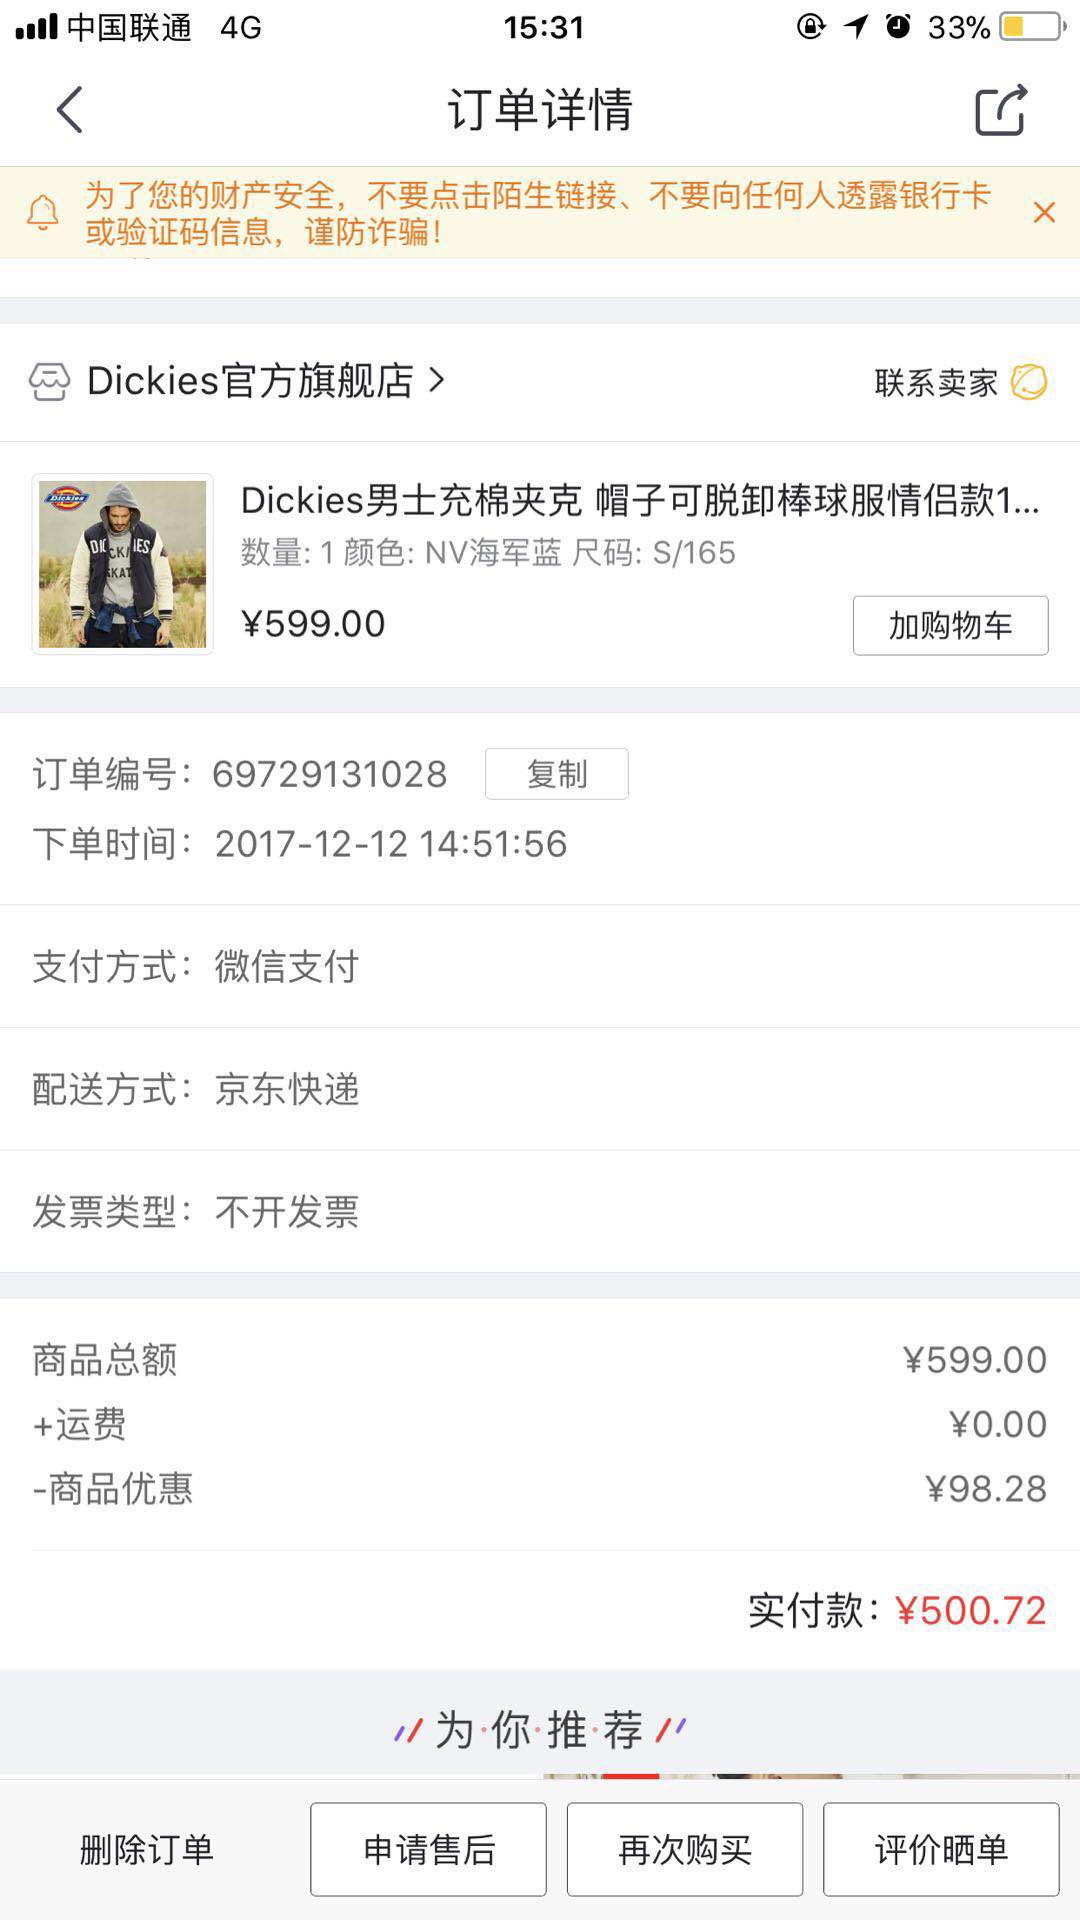 中国联通 4G 15:31 33%
订单详情
为了您的财产安全，不要点击陌生链接、不要向任何人透露银行卡
或验证码信息，谨防诈骗！
Dickies官方旗舰店
联系卖家
Dickies
DICKIES
SKAT
Dickies男士充棉夹克 帽子可脱卸棒球服情侣款1...
数量: 1 颜色: NV海军蓝 尺码: S/165
¥599.00
加购物车
订单编号：69729131028
复制
下单时间：2017-12-12 14:51:56
支付方式：微信支付
配送方式：京东快递
发票类型：不开发票
商品总额 ¥599.00
+运费 ¥0.00
-商品优惠 ¥98.28
实付款：¥500.72
为·你·推·荐
删除订单
申请售后
再次购买
评价晒单